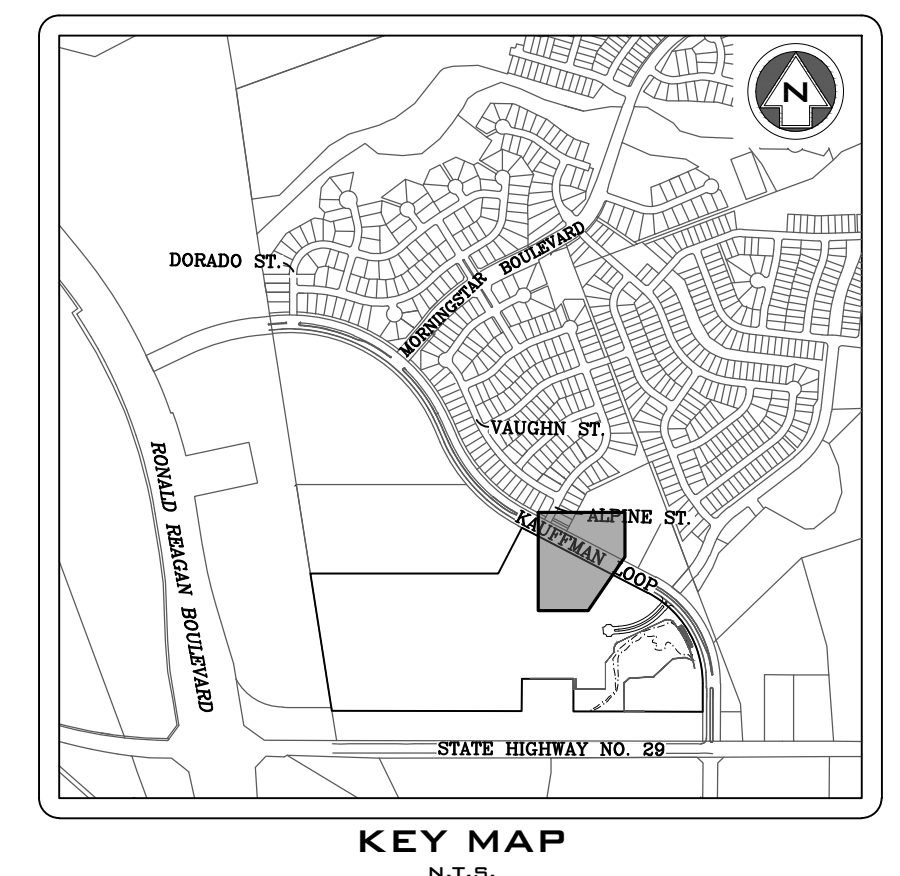 N
DORADO ST.
MORNINGSTAR BOULEVARD
VAUGHN ST.
RONALD REAGAN BOULEVARD
ALPINE ST.
KAUFFMAN LOOP
STATE HIGHWAY NO. 29
KEY MAP
N.T.S.